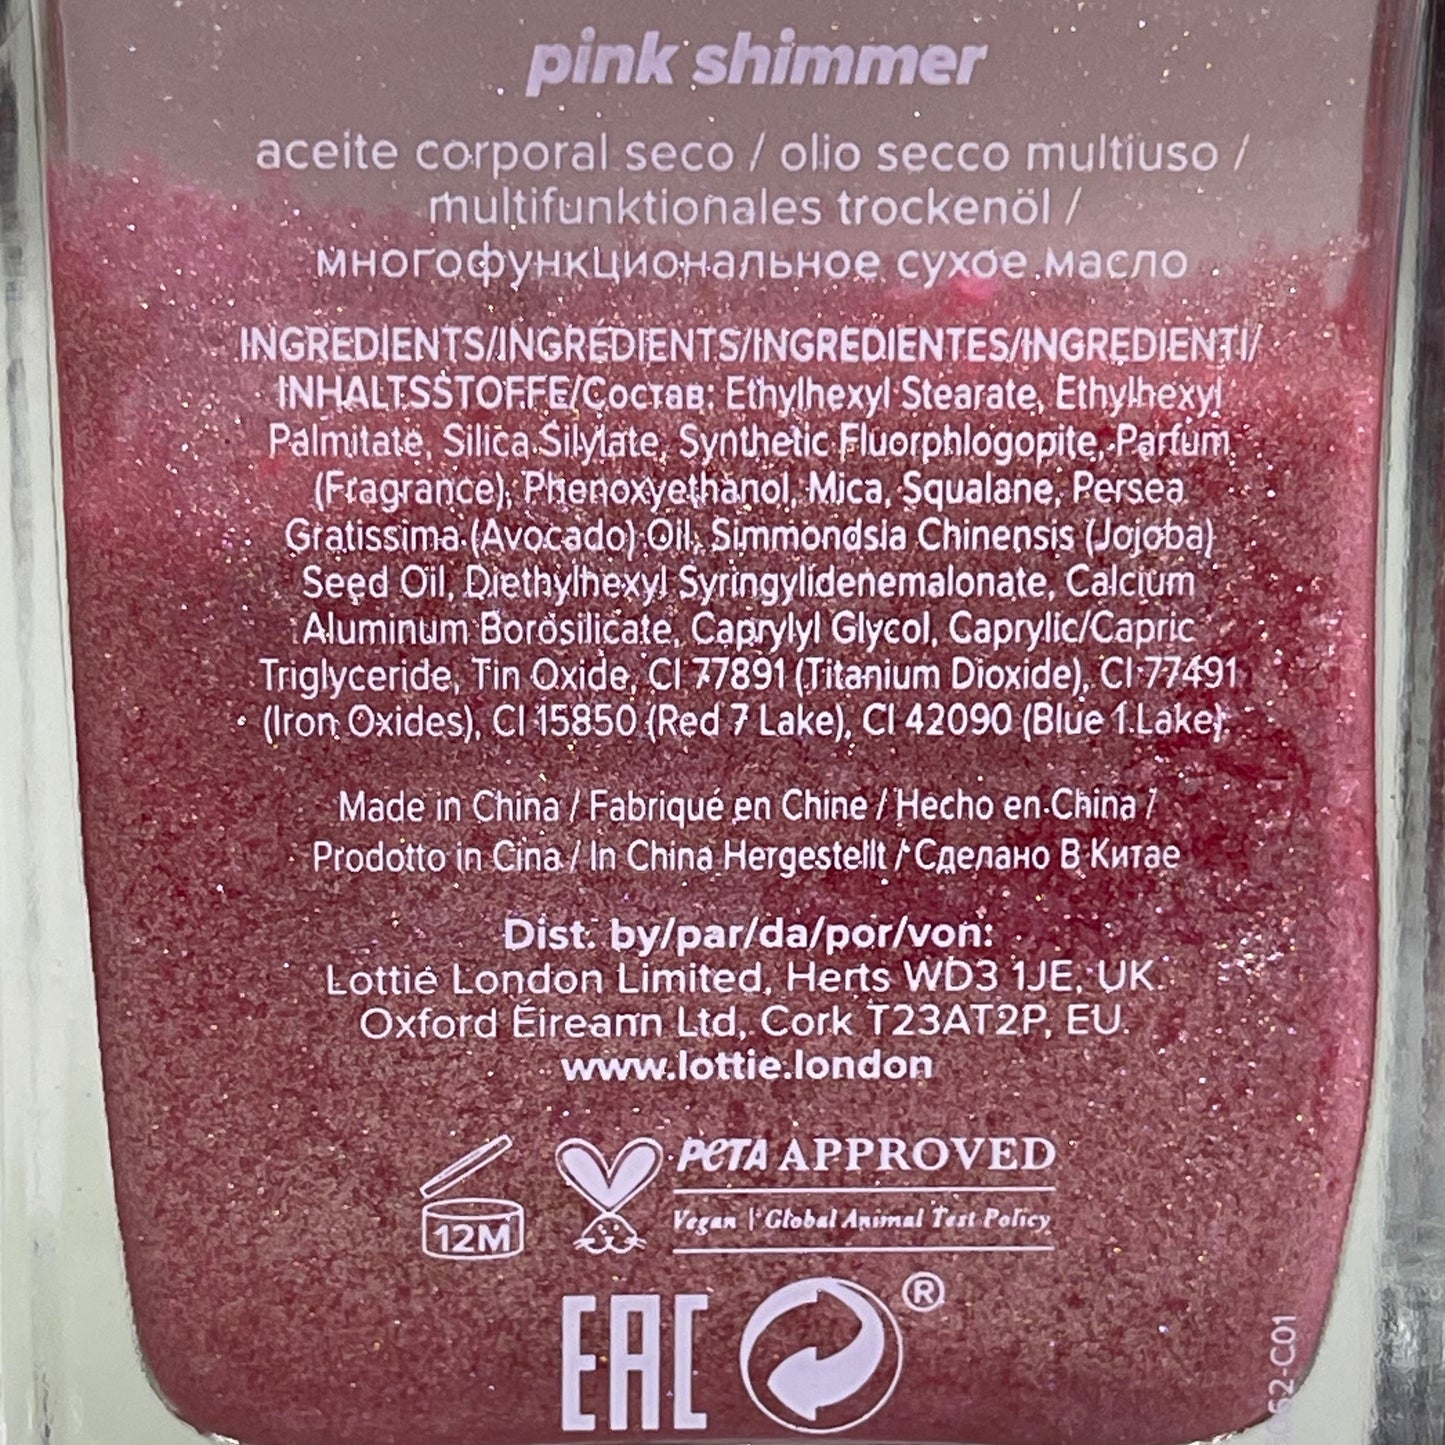 pink shimmer
aceite corporal seco / olio secco multiuso /
multifunktionales trockenöl /
многофункциональное сухое масло
INGREDIENTS/INGREDIENTS/INGREDIENTES/INGREDIENTI/
INHALTSSTOFFE/Состав: Ethylhexyl Stearate, Ethylhexyl
Palmitate, Silica Silylate, Synthetic Fluorphlogopite, Parfum
(Fragrance), Phenoxyethanol, Mica, Squalane, Persea
Gratissima (Avocado) Oil, Simmondsia Chinensis (Jojoba)
Seed Oil, Diethylhexyl Syringylidenemalonate, Calcium
Aluminum Borosilicate, Caprylyl Glycol, Caprylic/Capric
Triglyceride, Tin Oxide, CI 77891 (Titanium Dioxide), CI 77491
(Iron Oxides), CI 15850 (Red 7 Lake), CI 42090 (Blue 1 Lake).
Made in China / Fabriqué en Chine / Hecho en China /
Prodotto in Cina / In China Hergestellt / Сделано В Китае
Dist. by/par/da/por/von:
Lottie London Limited, Herts WD3 1JE, UK.
Oxford Éireann Ltd, Cork T23AT2P, EU.
www.lottie.london
PETA APPROVED
Vegan | Global Animal Test Policy
12M
EAC
®